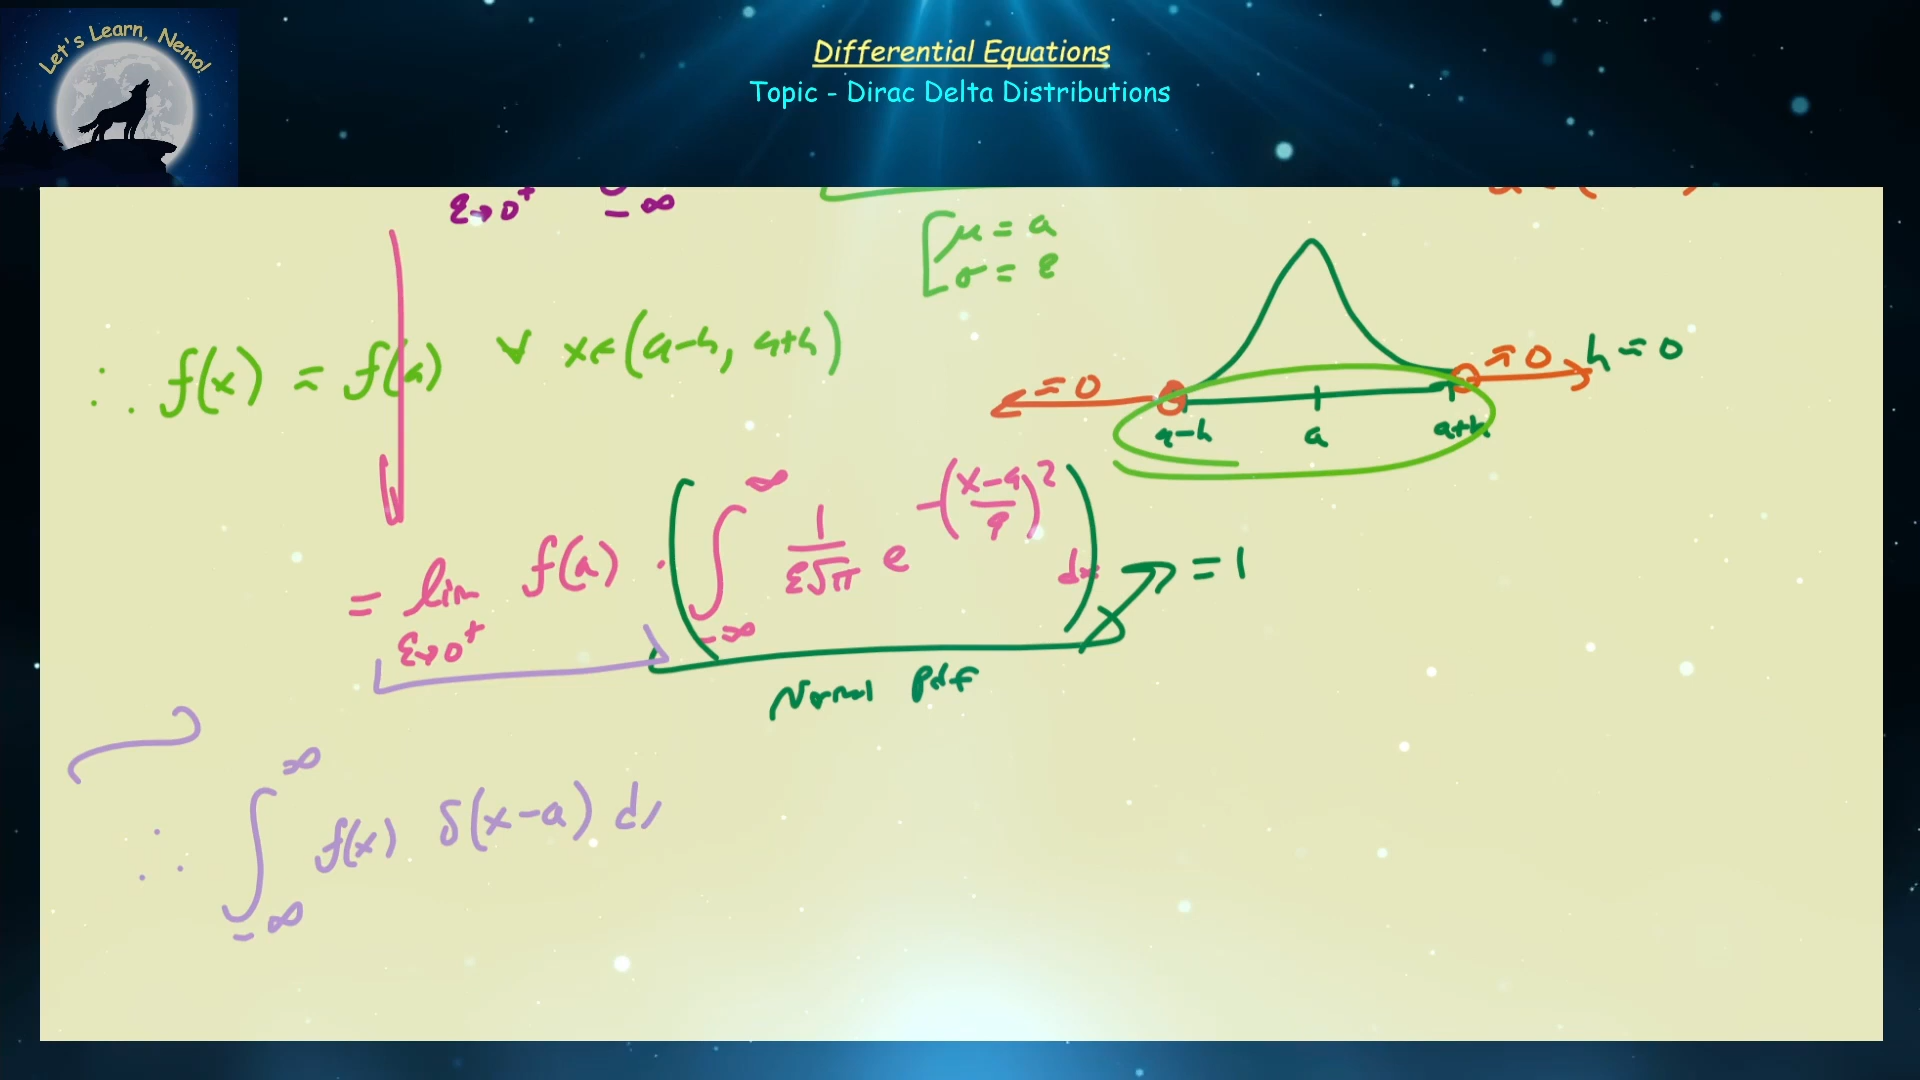 Let's Learn, Nemo!
Differential Equations
Topic - Dirac Delta Distributions
ε→0⁺ -∞
μ = a
σ = ε
∴ f(x) ≈ f(a) ∀ x∈(a-h, a+h)
= 0
≈ 0
h ≈ 0
a-h a a+h
= lim ε→0⁺ f(a) · ( ∫_{-∞}^{∞} 1/(ε√π) e^{-((x-a)/ε)²} dx ) = 1
Normal Pdf
∴ ∫_{-∞}^{∞} f(x) δ(x-a) d